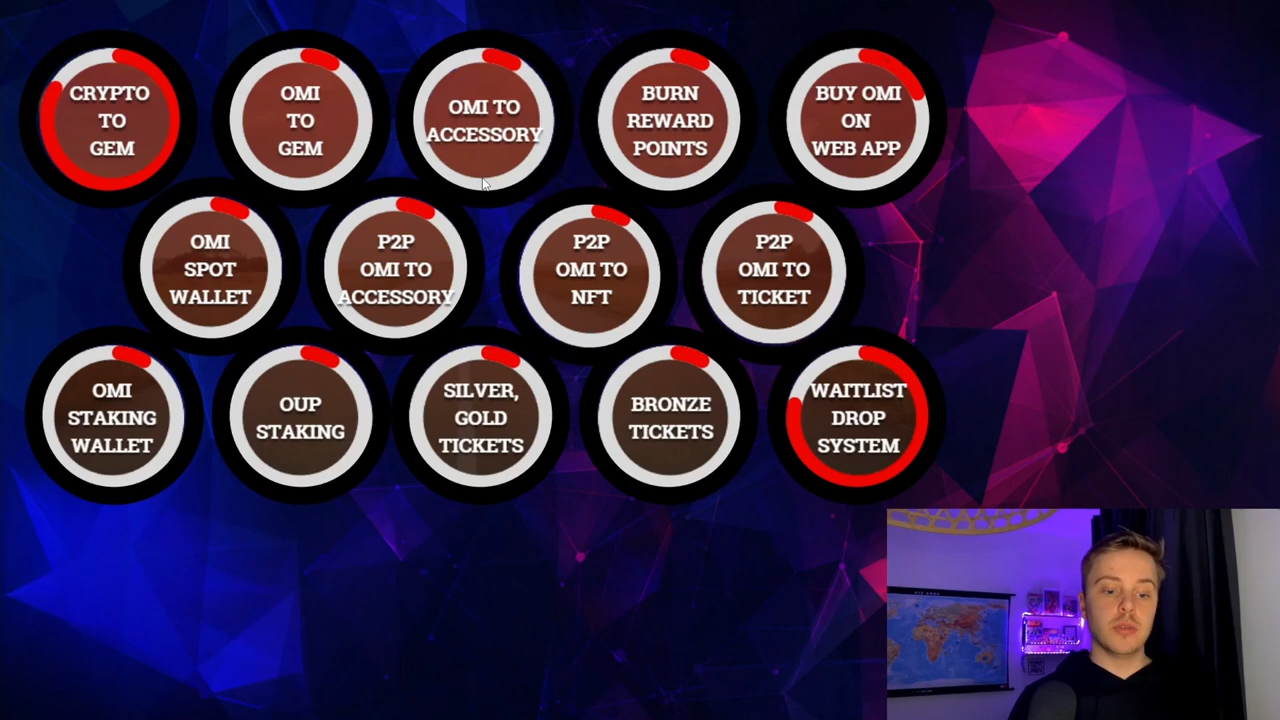 CRYPTO
TO
GEM
OMI
TO
GEM
OMI TO
ACCESSORY
BURN
REWARD
POINTS
BUY OMI
ON
WEB APP
OMI
SPOT
WALLET
P2P
OMI TO
ACCESSORY
P2P
OMI TO
NFT
P2P
OMI TO
TICKET
OMI
STAKING
WALLET
OUP
STAKING
SILVER,
GOLD
TICKETS
BRONZE
TICKETS
WAITLIST
DROP
SYSTEM